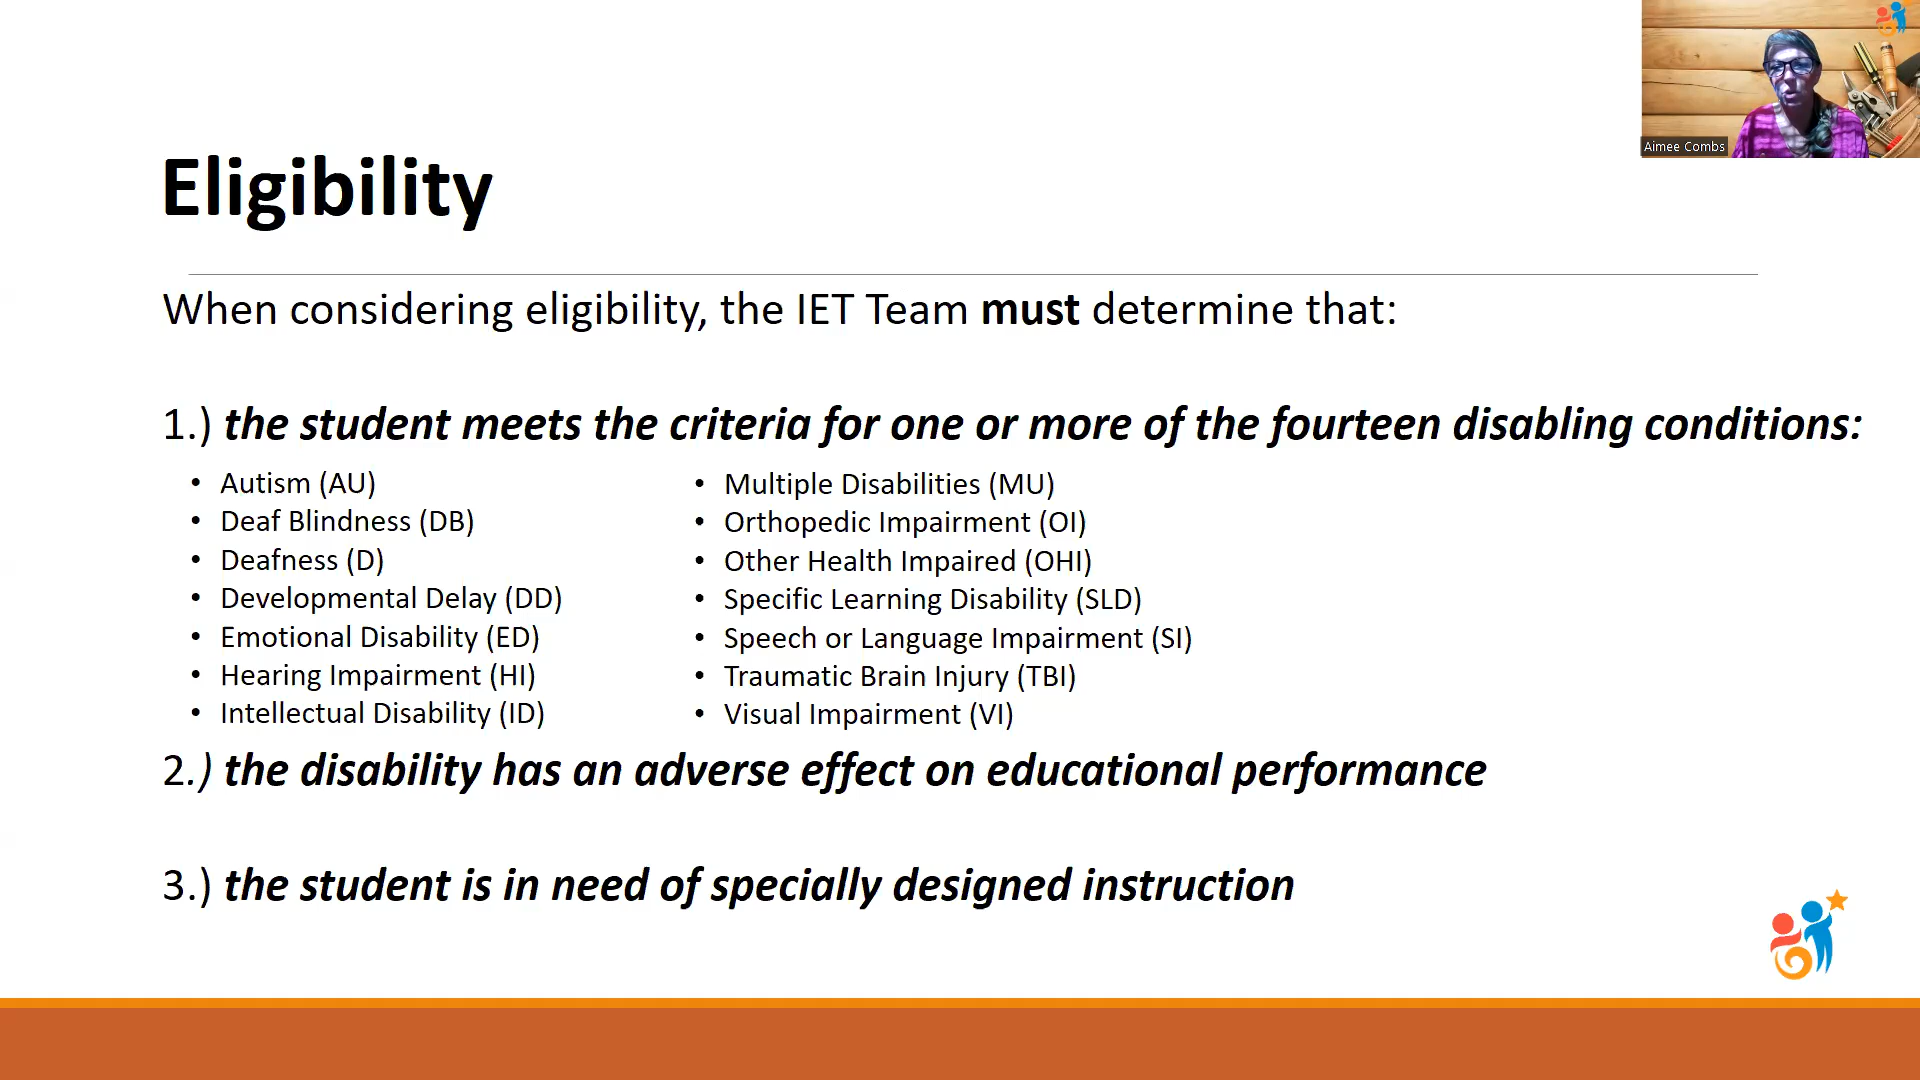 Aimee Combs
Eligibility
When considering eligibility, the IET Team must determine that:
1.) the student meets the criteria for one or more of the fourteen disabling conditions:
• Autism (AU)
• Deaf Blindness (DB)
• Deafness (D)
• Developmental Delay (DD)
• Emotional Disability (ED)
• Hearing Impairment (HI)
• Intellectual Disability (ID)
• Multiple Disabilities (MU)
• Orthopedic Impairment (OI)
• Other Health Impaired (OHI)
• Specific Learning Disability (SLD)
• Speech or Language Impairment (SI)
• Traumatic Brain Injury (TBI)
• Visual Impairment (VI)
2.) the disability has an adverse effect on educational performance
3.) the student is in need of specially designed instruction